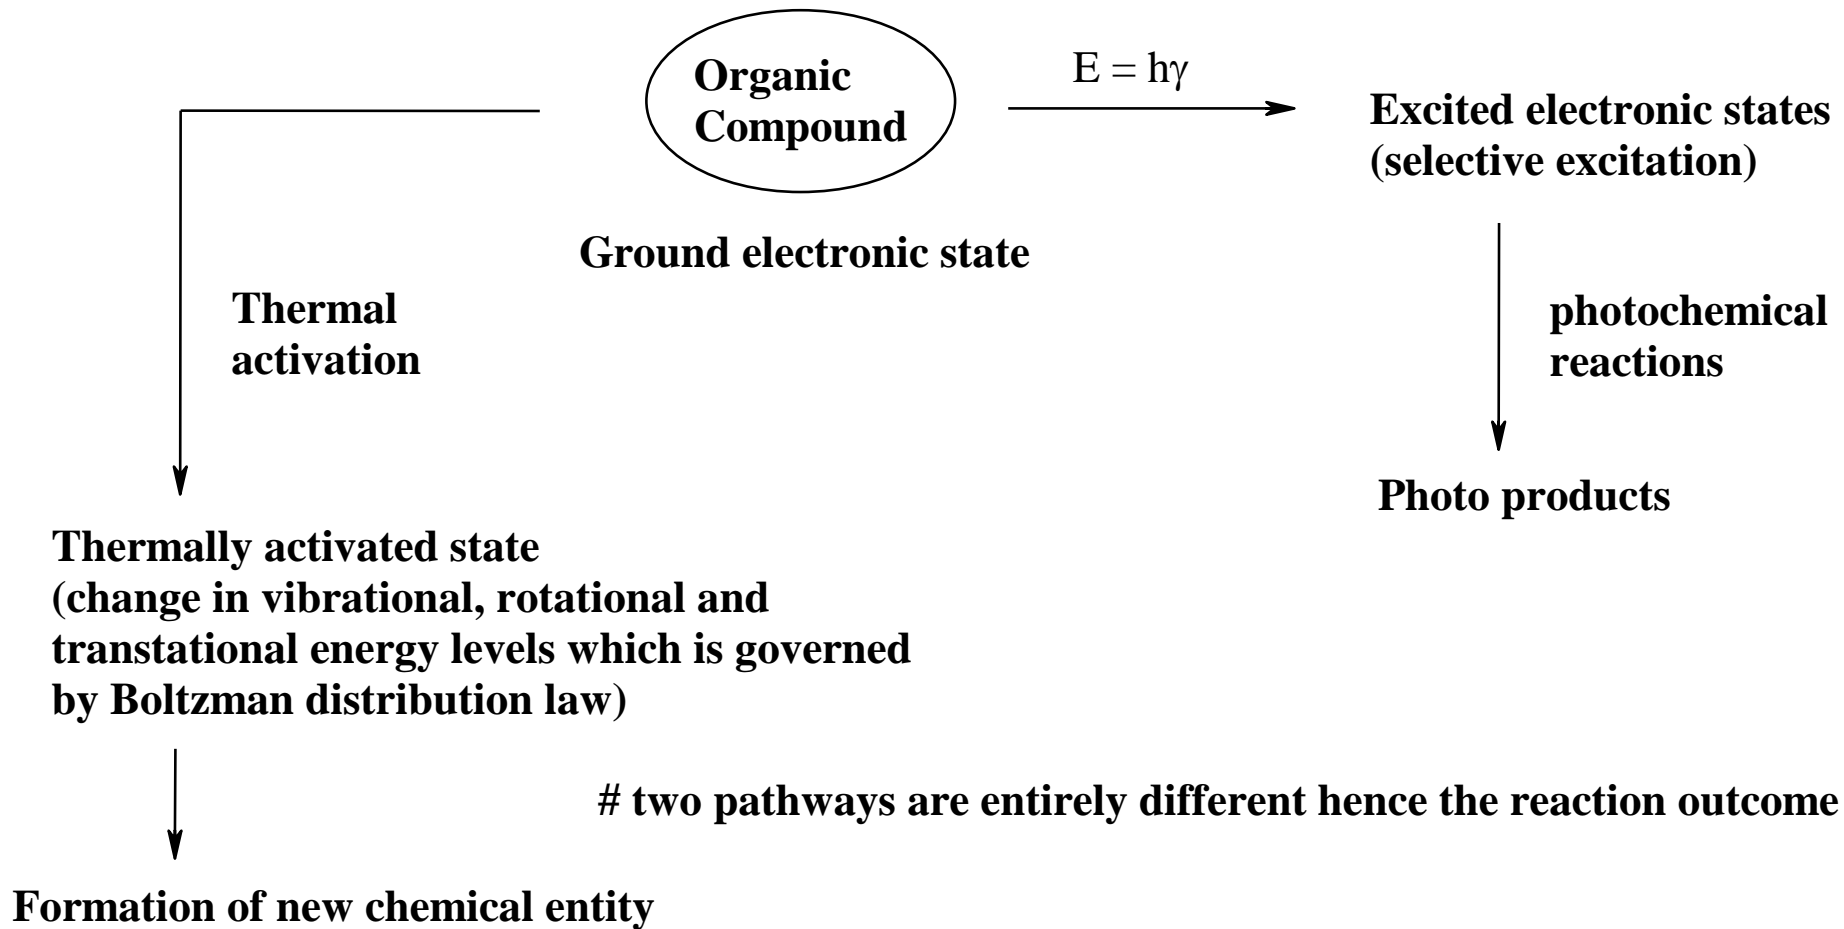 Organic
Compound
E = hγ
Excited electronic states
(selective excitation)
Ground electronic state
Thermal
activation
photochemical
reactions
Photo products
Thermally activated state
(change in vibrational, rotational and
transtational energy levels which is governed
by Boltzman distribution law)
# two pathways are entirely different hence the reaction outcome
Formation of new chemical entity